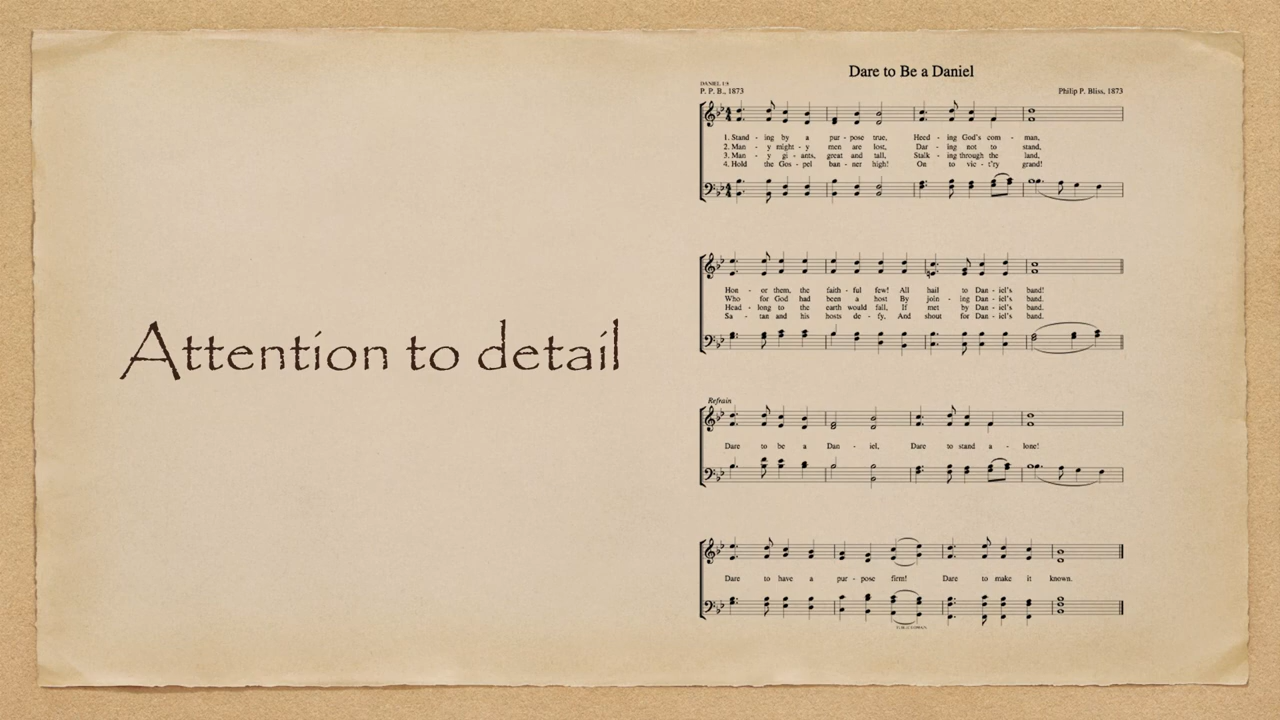 Attention to detail
Dare to Be a Daniel
P. P. B., 1873
Philip P. Bliss, 1873
1. Stand - ing by a pur - pose true, Heed - ing God's com - man,
2. Man - y might - y men are lost, Dar - ing not to stand,
3. Man - y gi - ants, great and tall, Stalk - ing through the land,
4. Hold the Gos - pel ban - ner high! On to vic - t'ry grand!
Hon - or them, the faith - ful few! All hail to Dan - iel's band!
Who for God had been a host By join - ing Dan - iel's band.
Head - long to the earth would fall, If met by Dan - iel's band.
Sa - tan and his hosts de - fy, And shout for Dan - iel's band.
Refrain
Dare to be a Dan - iel, Dare to stand a - lone!
Dare to have a pur - pose firm! Dare to make it known.